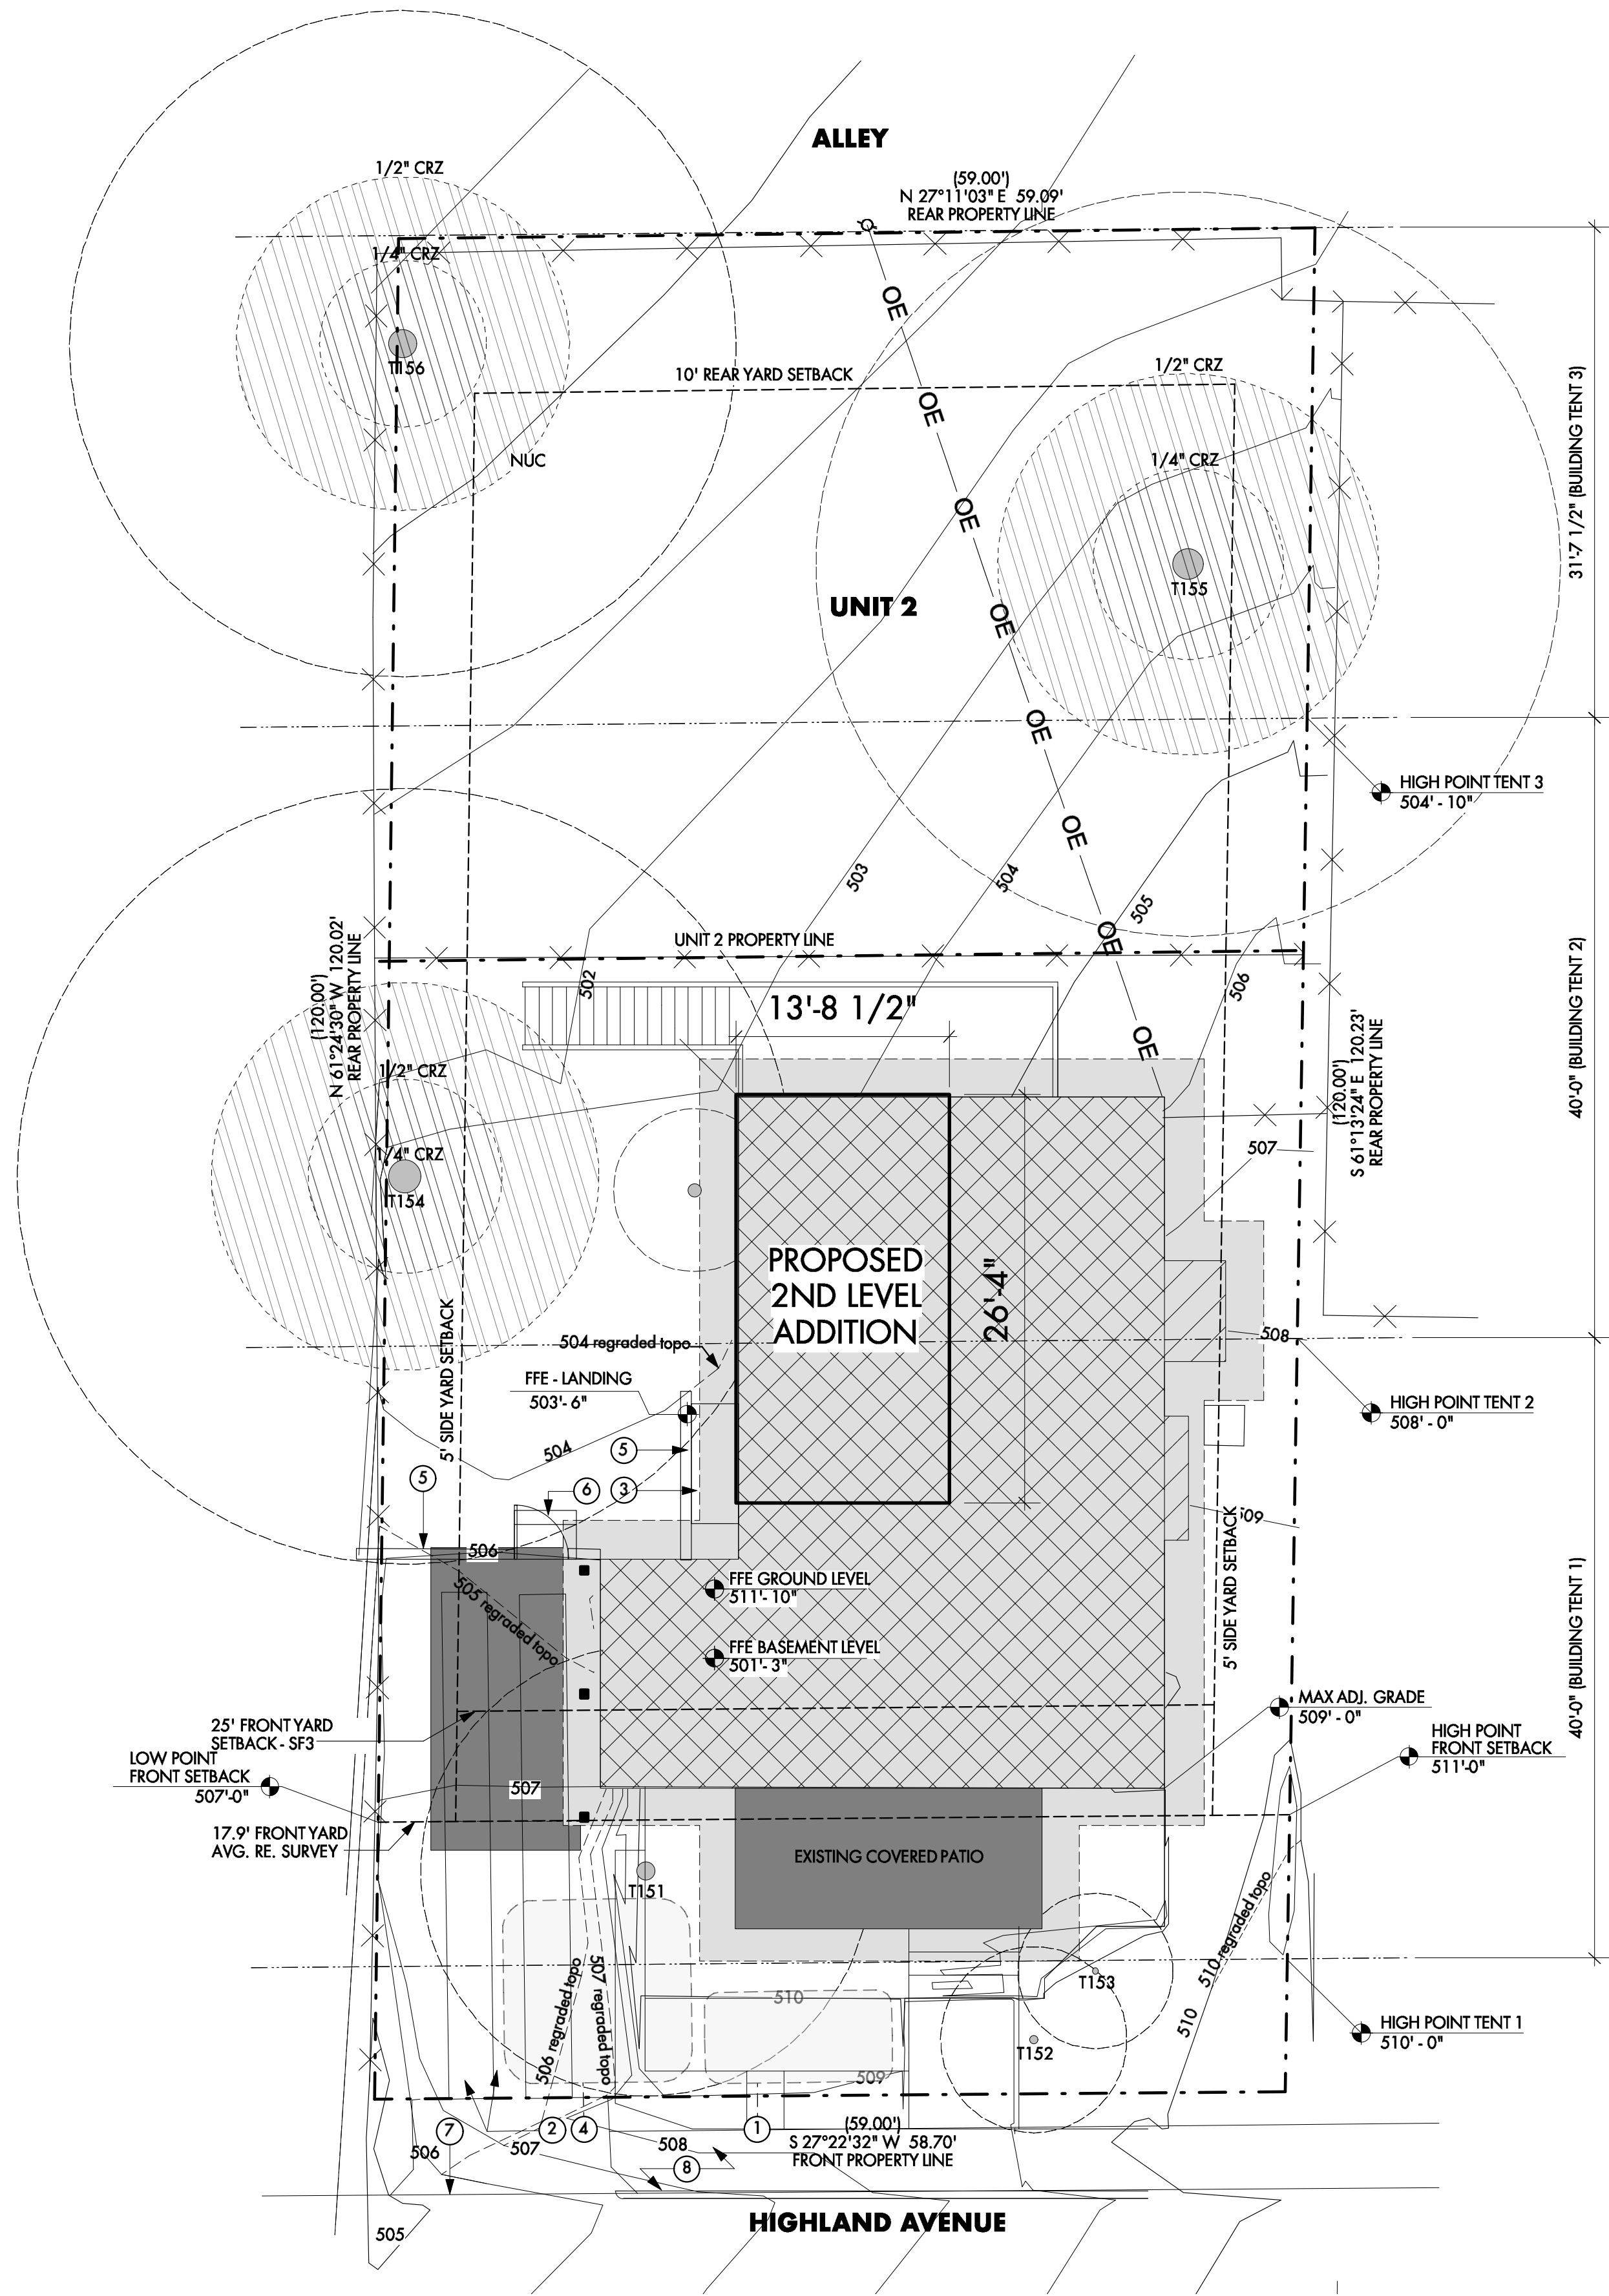 ALLEY
(59.00')
N 27°11'03" E 59.09'
REAR PROPERTY LINE
1/2" CRZ
1/4" CRZ
T156
NUC
OE
10' REAR YARD SETBACK
OE
1/2" CRZ
1/4" CRZ
T155
OE
UNIT 2
OE
OE
31'-7 1/2" (BUILDING TENT 3)
HIGH POINT TENT 3
504' - 10"
OE
503
504
505
OE
UNIT 2 PROPERTY LINE
502
506
OE
(120.00')
N 61°24'30" W 120.02'
REAR PROPERTY LINE
(120.00')
S 61°13'24" E 120.23'
REAR PROPERTY LINE
40'-0" (BUILDING TENT 2)
13'-8 1/2"
1/2" CRZ
1/4" CRZ
T154
507
PROPOSED
2ND LEVEL
ADDITION
26'-4"
508
504 regraded topo
FFE - LANDING
503'- 6"
5' SIDE YARD SETBACK
HIGH POINT TENT 2
508' - 0"
504
5
5
6
3
509
506
505 regraded topo
FFE GROUND LEVEL
511'- 10"
FFE BASEMENT LEVEL
501'- 3"
5' SIDE YARD SETBACK
40'-0" (BUILDING TENT 1)
MAX ADJ. GRADE
509' - 0"
HIGH POINT
FRONT SETBACK
511'-0"
25' FRONT YARD
SETBACK - SF3
LOW POINT
FRONT SETBACK
507'-0"
507
17.9' FRONT YARD
AVG. RE. SURVEY
EXISTING COVERED PATIO
T151
506 regraded topo
507 regraded topo
510
T153
T152
510
510 regraded topo
HIGH POINT TENT 1
510' - 0"
509
7
2
4
1
(59.00')
S 27°22'32" W 58.70'
FRONT PROPERTY LINE
506
507
508
8
505
HIGHLAND AVENUE